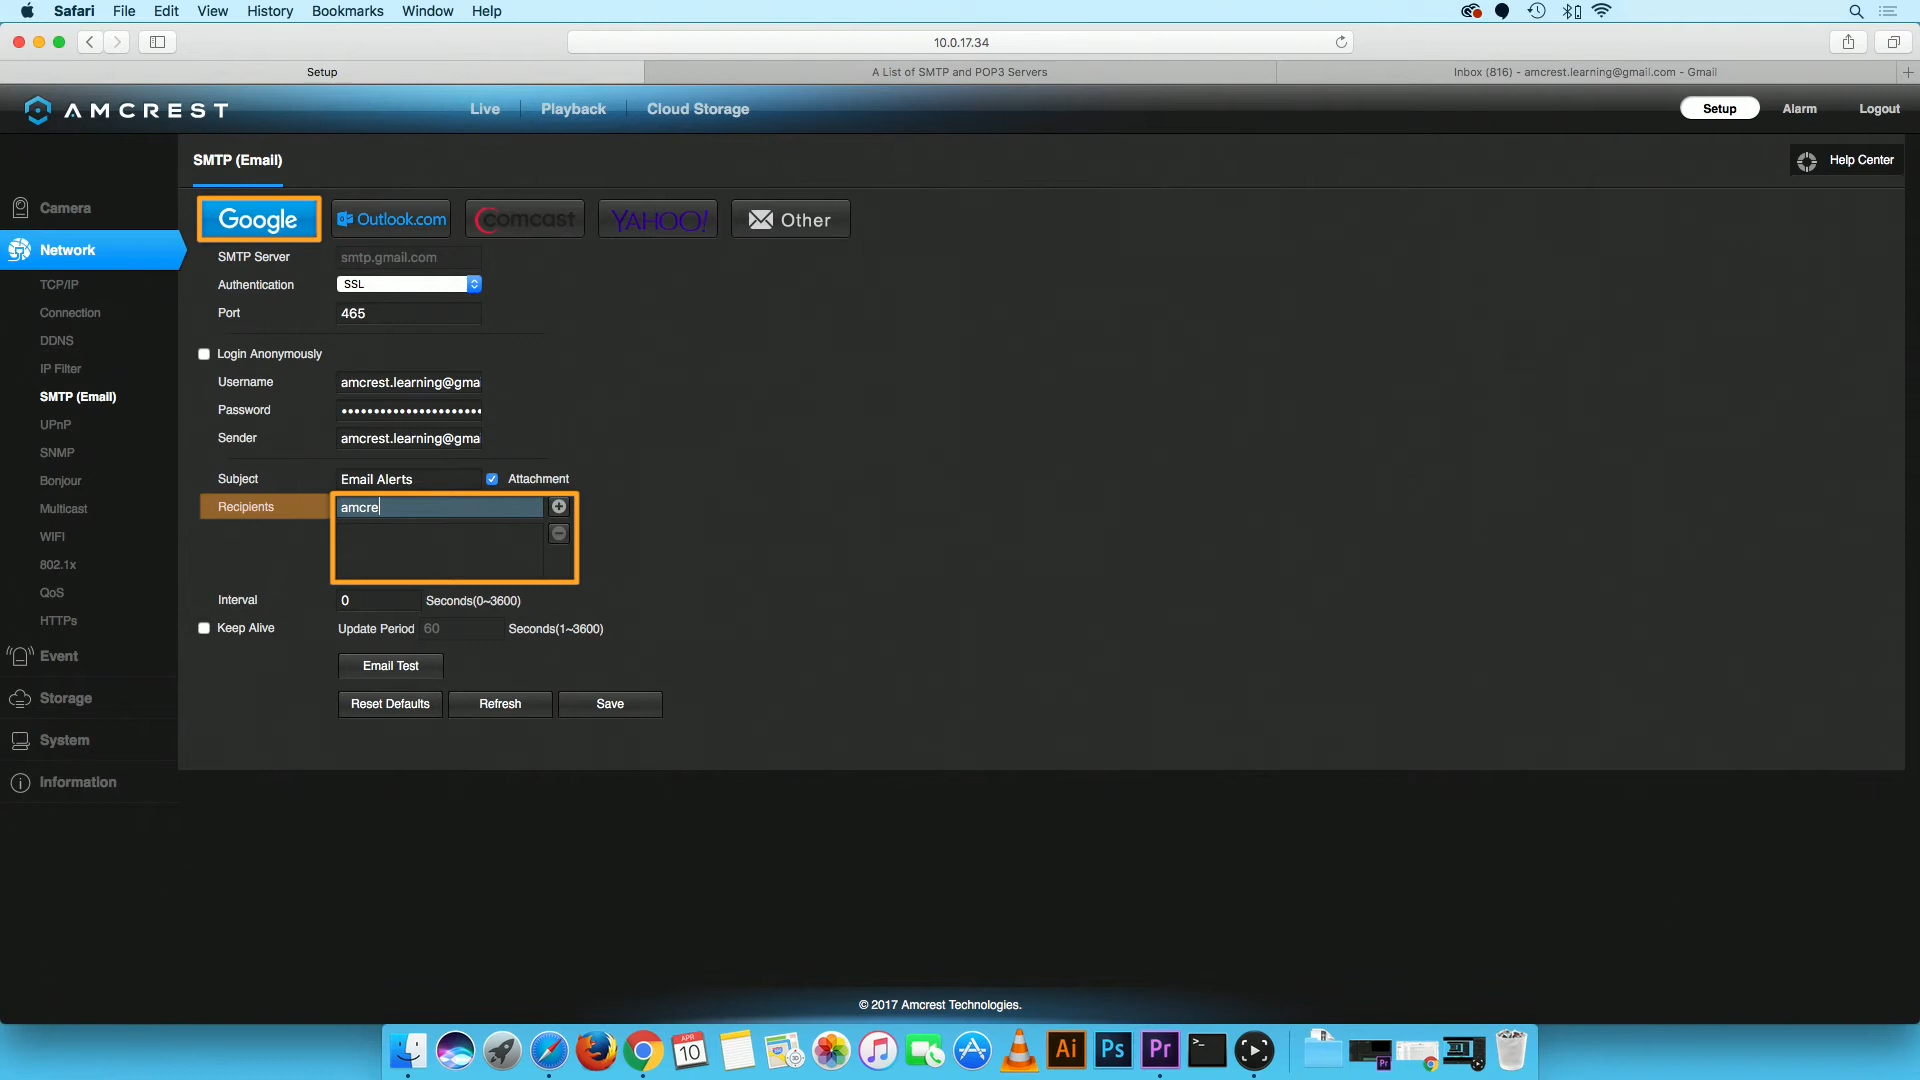 Safari File Edit View History Bookmarks Window Help
10.0.17.34
Setup
A List of SMTP and POP3 Servers
Inbox (816) - amcrest.learning@gmail.com - Gmail
AMCREST
Live
Playback
Cloud Storage
Setup
Alarm
Logout
SMTP (Email)
Help Center
Camera
Network
TCP/IP
Connection
DDNS
IP Filter
SMTP (Email)
UPnP
SNMP
Bonjour
Multicast
WIFI
802.1x
QoS
HTTPs
Event
Storage
System
Information
Google
Outlook.com
Comcast
YAHOO!
Other
SMTP Server smtp.gmail.com
Authentication SSL
Port 465
Login Anonymously
Username amcrest.learning@gmai
Password ••••••••••••••••••••••
Sender amcrest.learning@gmai
Subject Email Alerts Attachment
Recipients amcre
Interval 0 Seconds(0~3600)
Keep Alive Update Period 60 Seconds(1~3600)
Email Test
Reset Defaults Refresh Save
© 2017 Amcrest Technologies.
APR
10
Ai
Ps
Pr
Pr